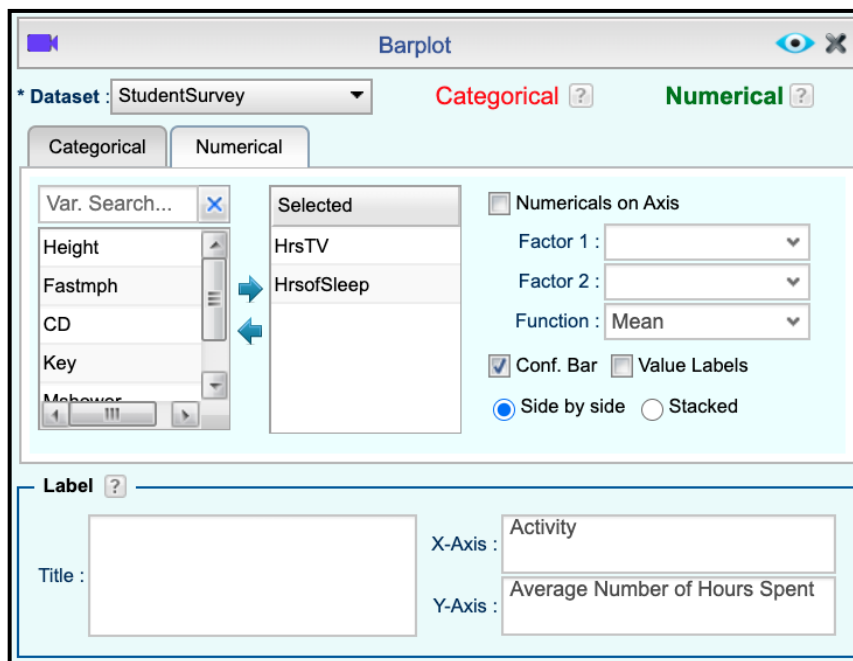 Barplot
* Dataset : StudentSurvey
Categorical ?
Numerical ?
Categorical
Numerical
Var. Search...
Height
Fastmph
CD
Key
Mshower
Selected
HrsTV
HrsofSleep
Numericals on Axis
Factor 1 :
Factor 2 :
Function : Mean
Conf. Bar
Value Labels
Side by side
Stacked
Label ?
Title :
X-Axis : Activity
Y-Axis : Average Number of Hours Spent